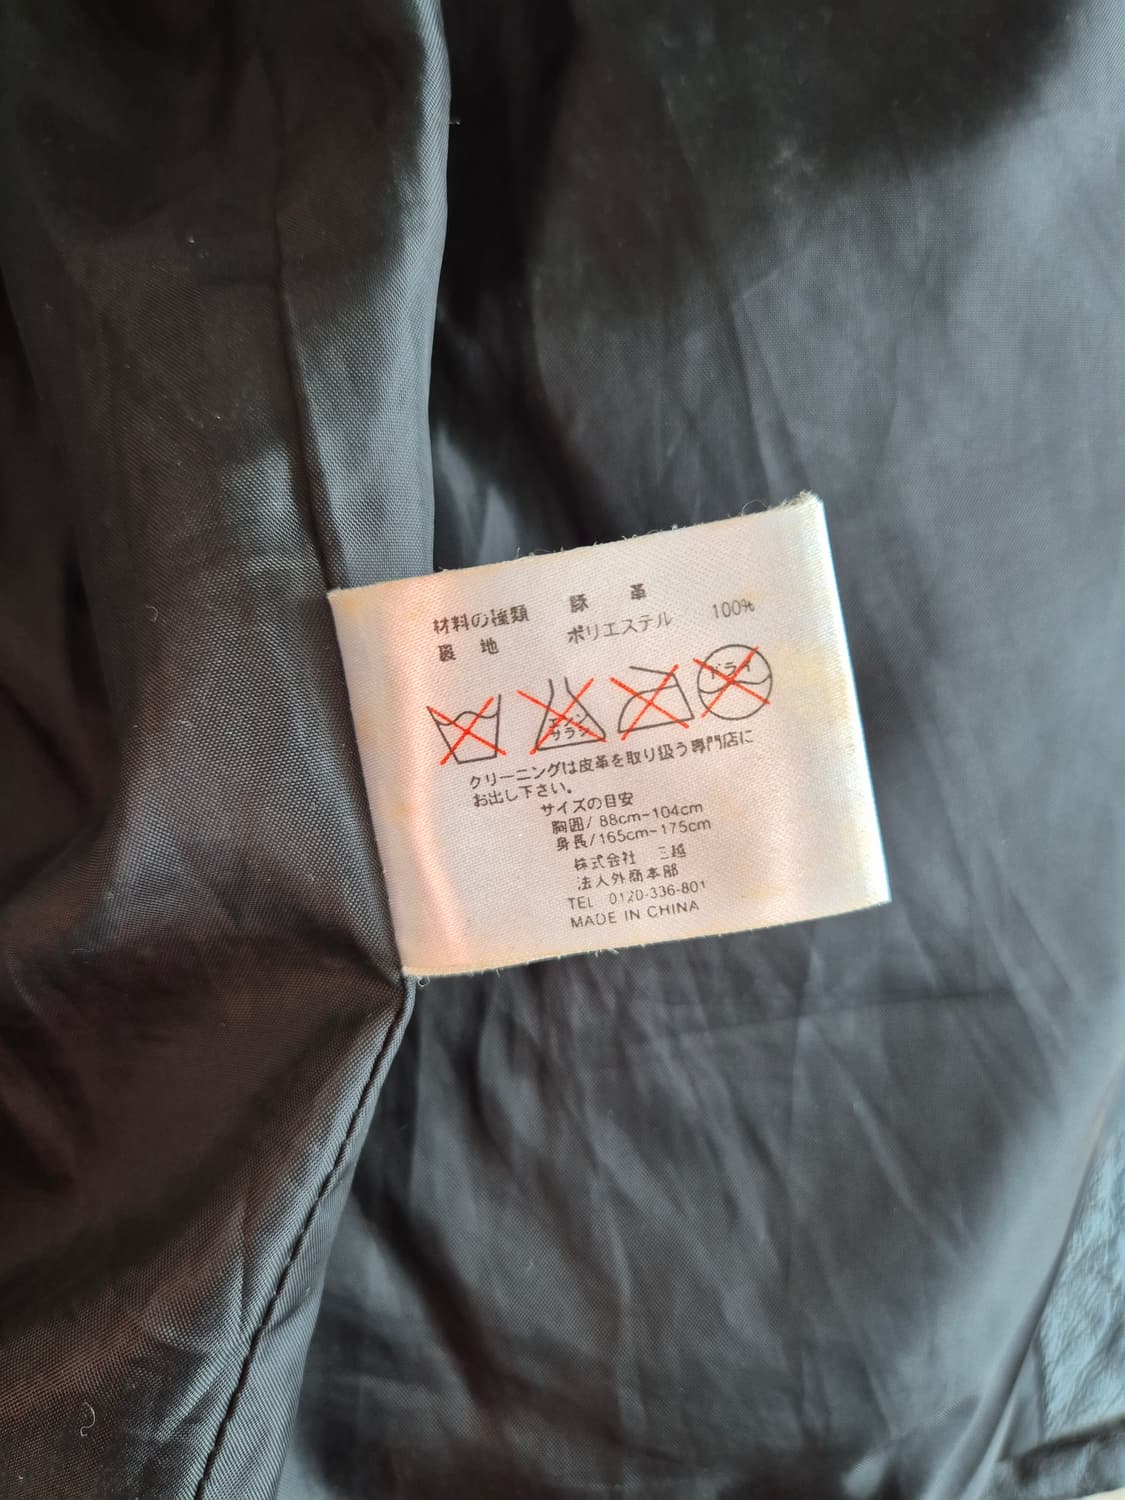 材料の種類 豚革
裏地 ポリエステル 100%
エンソ
サラシ
ドライ
クリーニングは皮革を取り扱う専門店に
お出し下さい。
サイズの目安
胸囲/88cm~104cm
身長/165cm~175cm
株式会社 三越
法人外商本部
TEL 0120-336-801
MADE IN CHINA